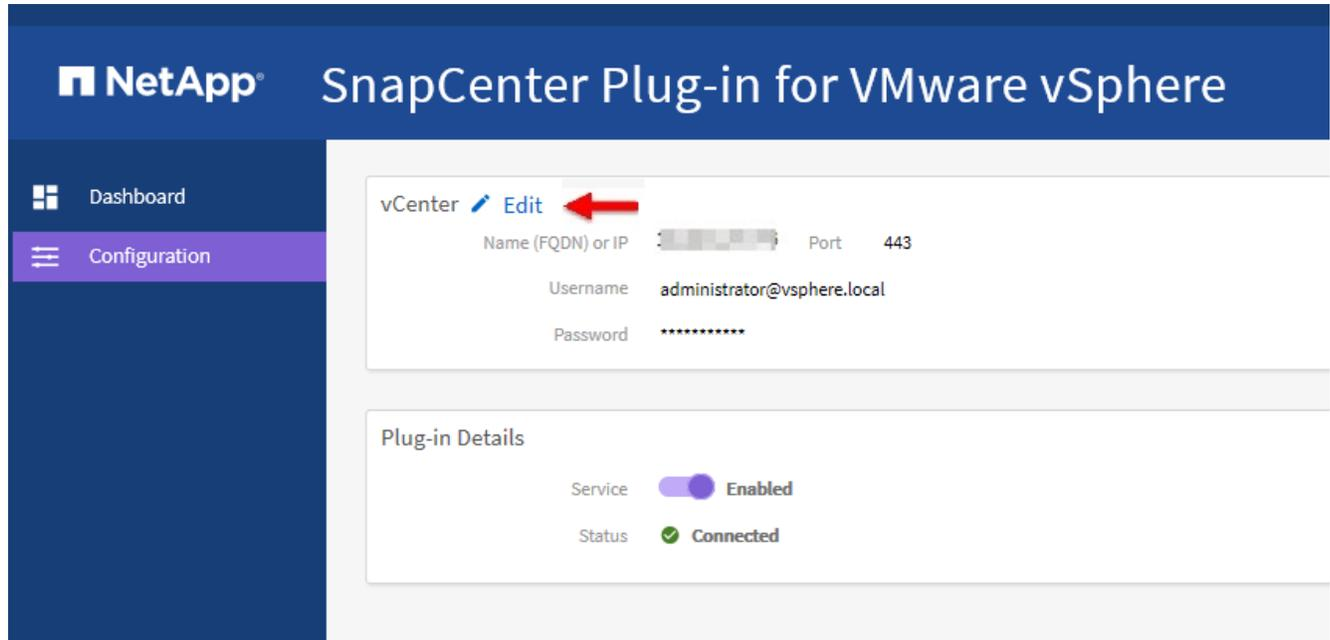 NetApp® SnapCenter Plug-in for VMware vSphere
Dashboard
Configuration
vCenter Edit
Name (FQDN) or IP Port 443
Username administrator@vsphere.local
Password ***********
Plug-in Details
Service Enabled
Status Connected